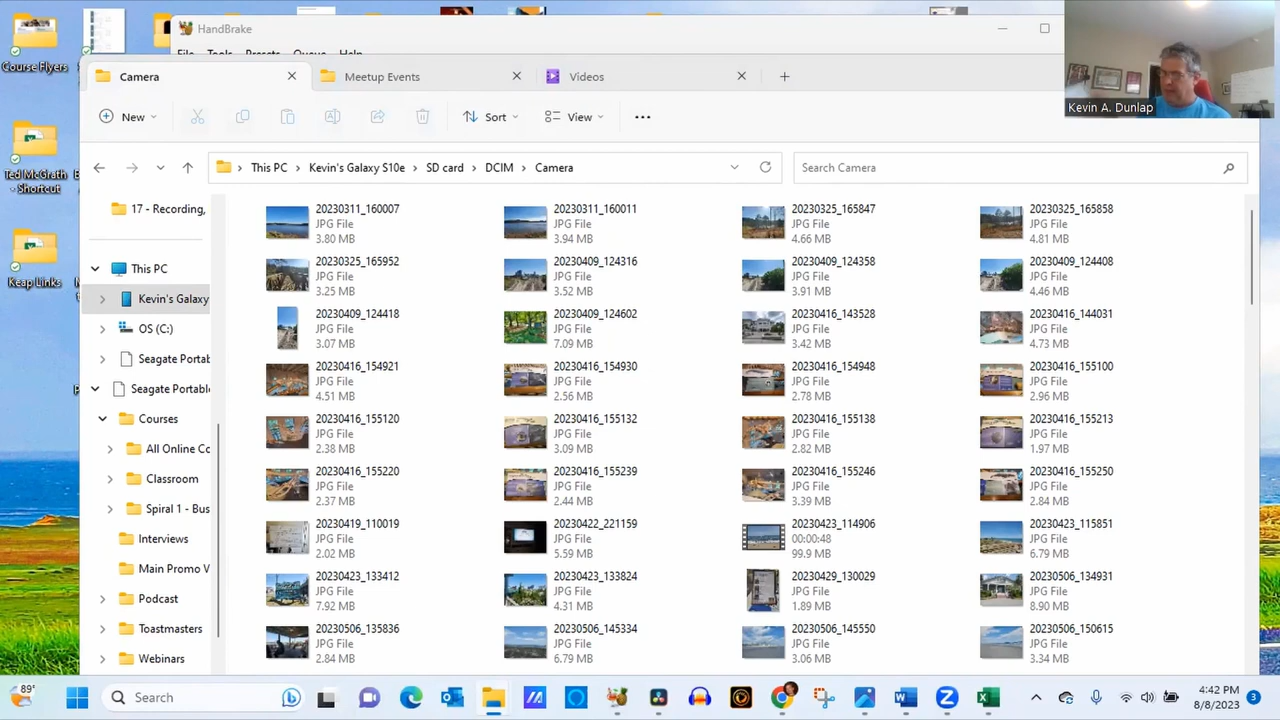 HandBrake
File Tools Presets Queue Help
Kevin A. Dunlap
Course Flyers
Ted McGrath - Shortcut
Keap Links
Camera
Meetup Events
Videos
New
Sort
View
This PC > Kevin's Galaxy S10e > SD card > DCIM > Camera
Search Camera
17 - Recording,
This PC
Kevin's Galaxy
OS (C:)
Seagate Portab
Seagate Portable
Courses
All Online Co
Classroom
Spiral 1 - Bus
Interviews
Main Promo V
Podcast
Toastmasters
Webinars
20230311_160007 20230311_160011 20230325_165847 20230325_165858
JPG File JPG File JPG File JPG File
3.80 MB 3.94 MB 4.66 MB 4.81 MB
20230325_165952 20230409_124316 20230409_124358 20230409_124408
JPG File JPG File JPG File JPG File
3.25 MB 3.52 MB 3.91 MB 4.46 MB
20230409_124418 20230409_124602 20230416_143528 20230416_144031
JPG File JPG File JPG File JPG File
3.07 MB 7.09 MB 3.42 MB 4.73 MB
20230416_154921 20230416_154930 20230416_154948 20230416_155100
JPG File JPG File JPG File JPG File
4.51 MB 2.56 MB 2.78 MB 2.96 MB
20230416_155120 20230416_155132 20230416_155138 20230416_155213
JPG File JPG File JPG File JPG File
2.38 MB 3.09 MB 2.82 MB 1.97 MB
20230416_155220 20230416_155239 20230416_155246 20230416_155250
JPG File JPG File JPG File JPG File
2.37 MB 2.44 MB 3.39 MB 2.84 MB
20230419_110019 20230422_221159 20230423_114906 20230423_115851
JPG File JPG File 00:00:48 JPG File
2.02 MB 5.59 MB 99.9 MB 6.79 MB
20230423_133412 20230423_133824 20230429_130029 20230506_134931
JPG File JPG File JPG File JPG File
7.92 MB 4.31 MB 1.89 MB 8.90 MB
20230506_135836 20230506_145334 20230506_145550 20230506_150615
JPG File JPG File JPG File JPG File
2.84 MB 6.79 MB 3.06 MB 3.34 MB
89°
Search
4:42 PM
8/8/2023
3